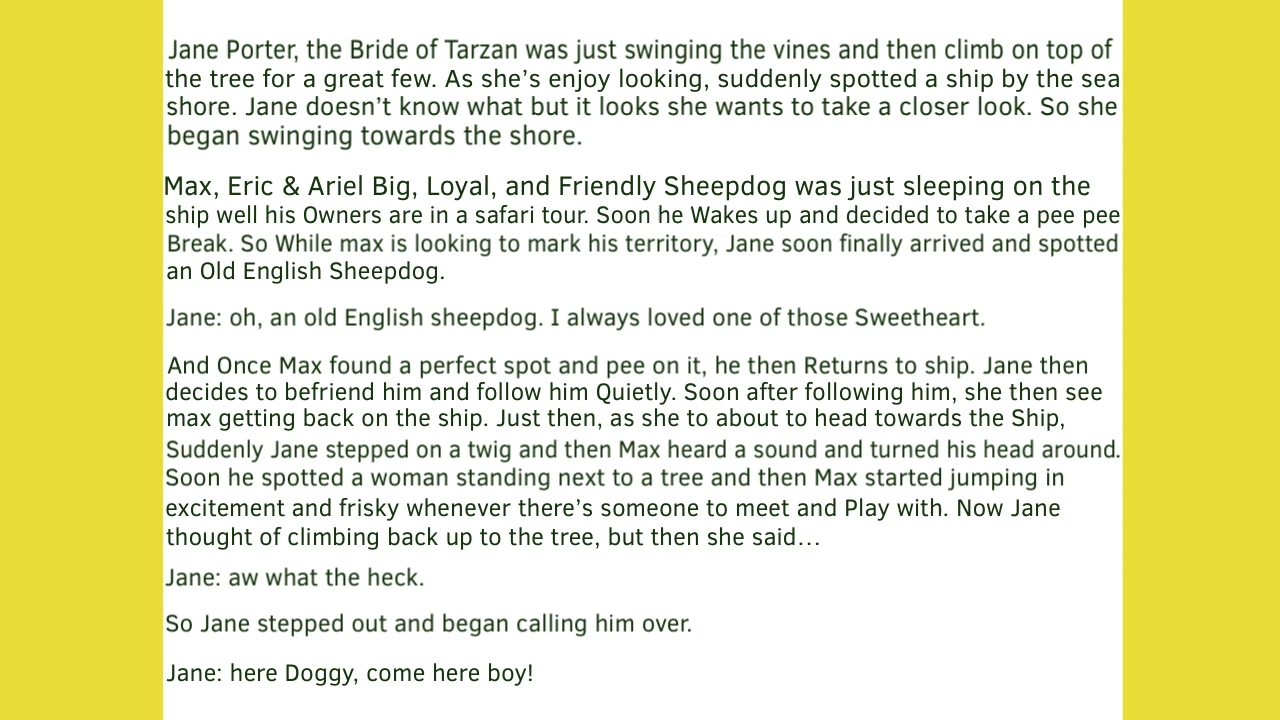 Jane Porter, the Bride of Tarzan was just swinging the vines and then climb on top of
the tree for a great few. As she’s enjoy looking, suddenly spotted a ship by the sea
shore. Jane doesn’t know what but it looks she wants to take a closer look. So she
began swinging towards the shore.
Max, Eric & Ariel Big, Loyal, and Friendly Sheepdog was just sleeping on the
ship well his Owners are in a safari tour. Soon he Wakes up and decided to take a pee pee
Break. So While max is looking to mark his territory, Jane soon finally arrived and spotted
an Old English Sheepdog.
Jane: oh, an old English sheepdog. I always loved one of those Sweetheart.
And Once Max found a perfect spot and pee on it, he then Returns to ship. Jane then
decides to befriend him and follow him Quietly. Soon after following him, she then see
max getting back on the ship. Just then, as she to about to head towards the Ship,
Suddenly Jane stepped on a twig and then Max heard a sound and turned his head around.
Soon he spotted a woman standing next to a tree and then Max started jumping in
excitement and frisky whenever there’s someone to meet and Play with. Now Jane
thought of climbing back up to the tree, but then she said…
Jane: aw what the heck.
So Jane stepped out and began calling him over.
Jane: here Doggy, come here boy!